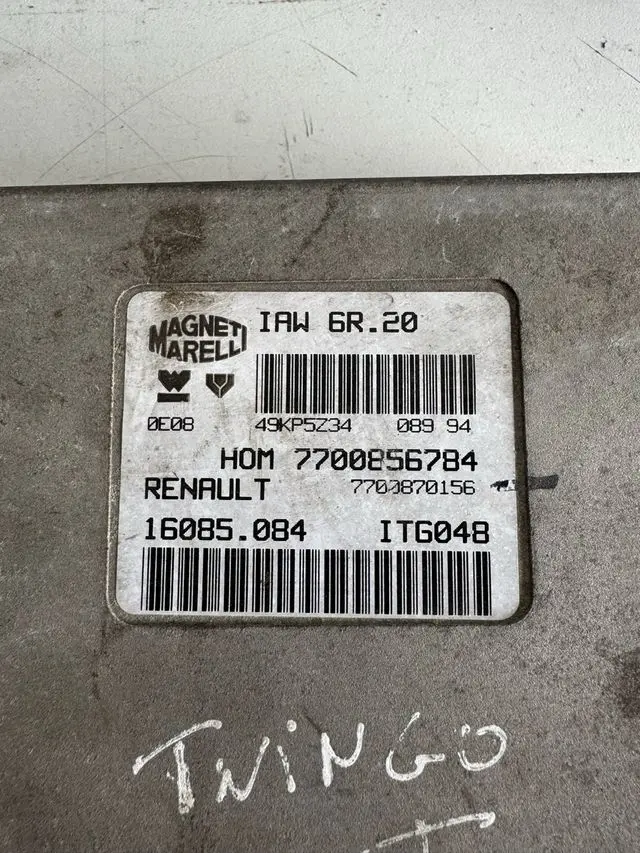 MAGNETI MARELLI
IAW 6R.20
0E08 49KP5Z34 089 94
HOM 7700856784
RENAULT 7700870156
16085.084 ITG048
TWiNGO
I